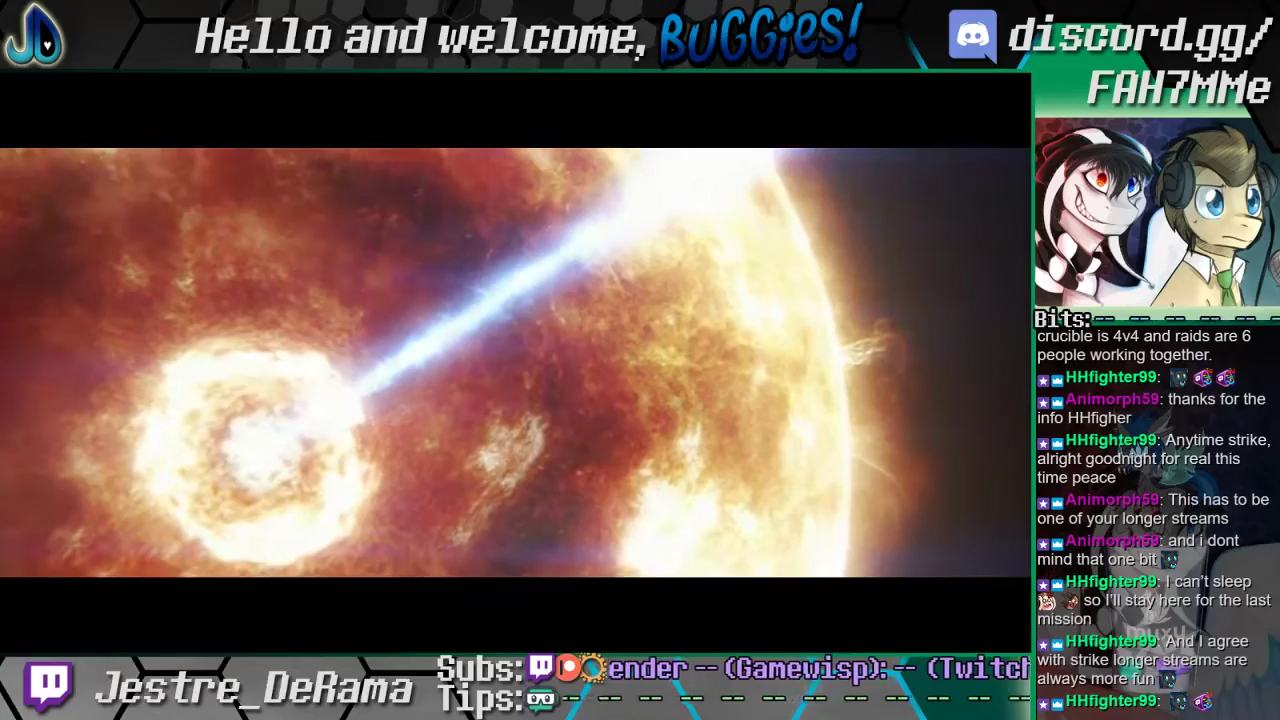 Hello and welcome, BUGGiES!
discord.gg/
FAH7MMe
Bits: -- -- -- -- -- --
crucible is 4v4 and raids are 6
people working together.
HHfighter99:
Animorph59: thanks for the
info HHfigher
HHfighter99: Anytime strike,
alright goodnight for real this
time peace
Animorph59: This has to be
one of your longer streams
Animorph59: and i dont
mind that one bit
HHfighter99: I can't sleep
so I'll stay here for the last
mission
HHfighter99: And I agree
with strike longer streams are
always more fun
HHfighter99:
Jestre_DeRama
Subs: ender -- (Gamewisp): -- (Twitch
Tips: -- -- -- -- -- -- -- -- -- -- -- --